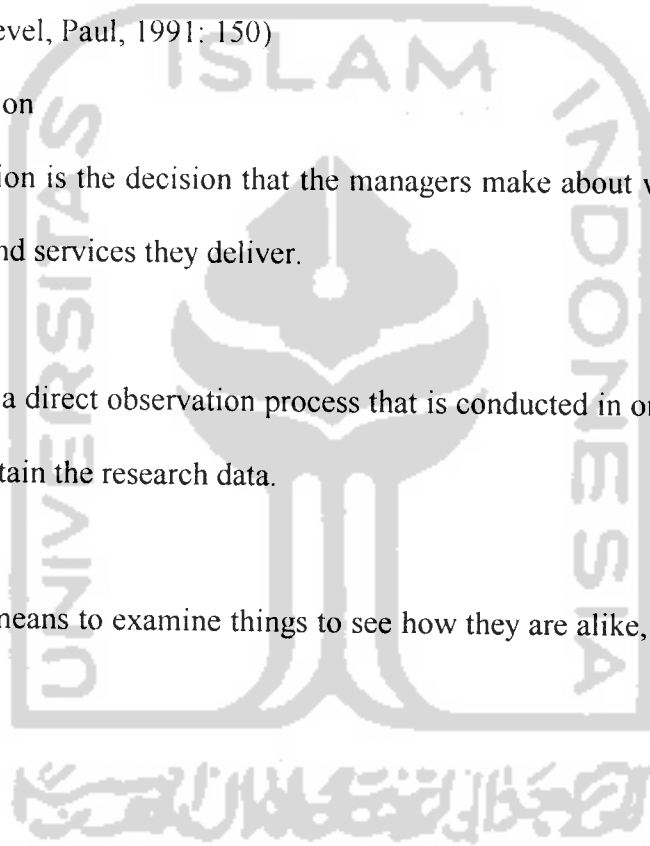 evel, Paul, 1991: 150)
on
ion is the decision that the managers make about v
nd services they deliver.
a direct observation process that is conducted in or
tain the research data.
means to examine things to see how they are alike,
ISLAM
UNIVERSITAS
INDONESIA